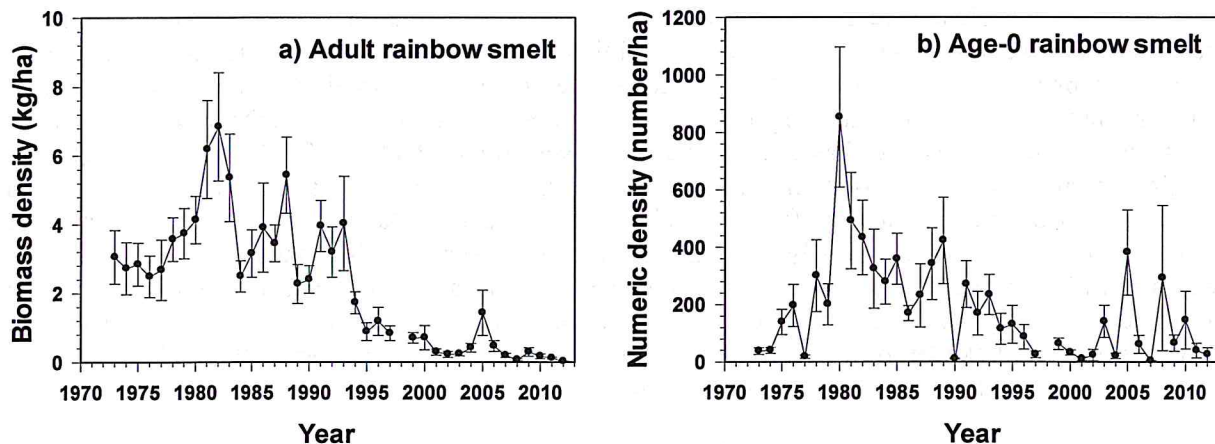 a) Adult rainbow smelt
Biomass density (kg/ha)
10
8
6
4
2
0
1970 1975 1980 1985 1990 1995 2000 2005 2010
Year
b) Age-0 rainbow smelt
Numeric density (number/ha)
1200
1000
800
600
400
200
0
1970 1975 1980 1985 1990 1995 2000 2005 2010
Year